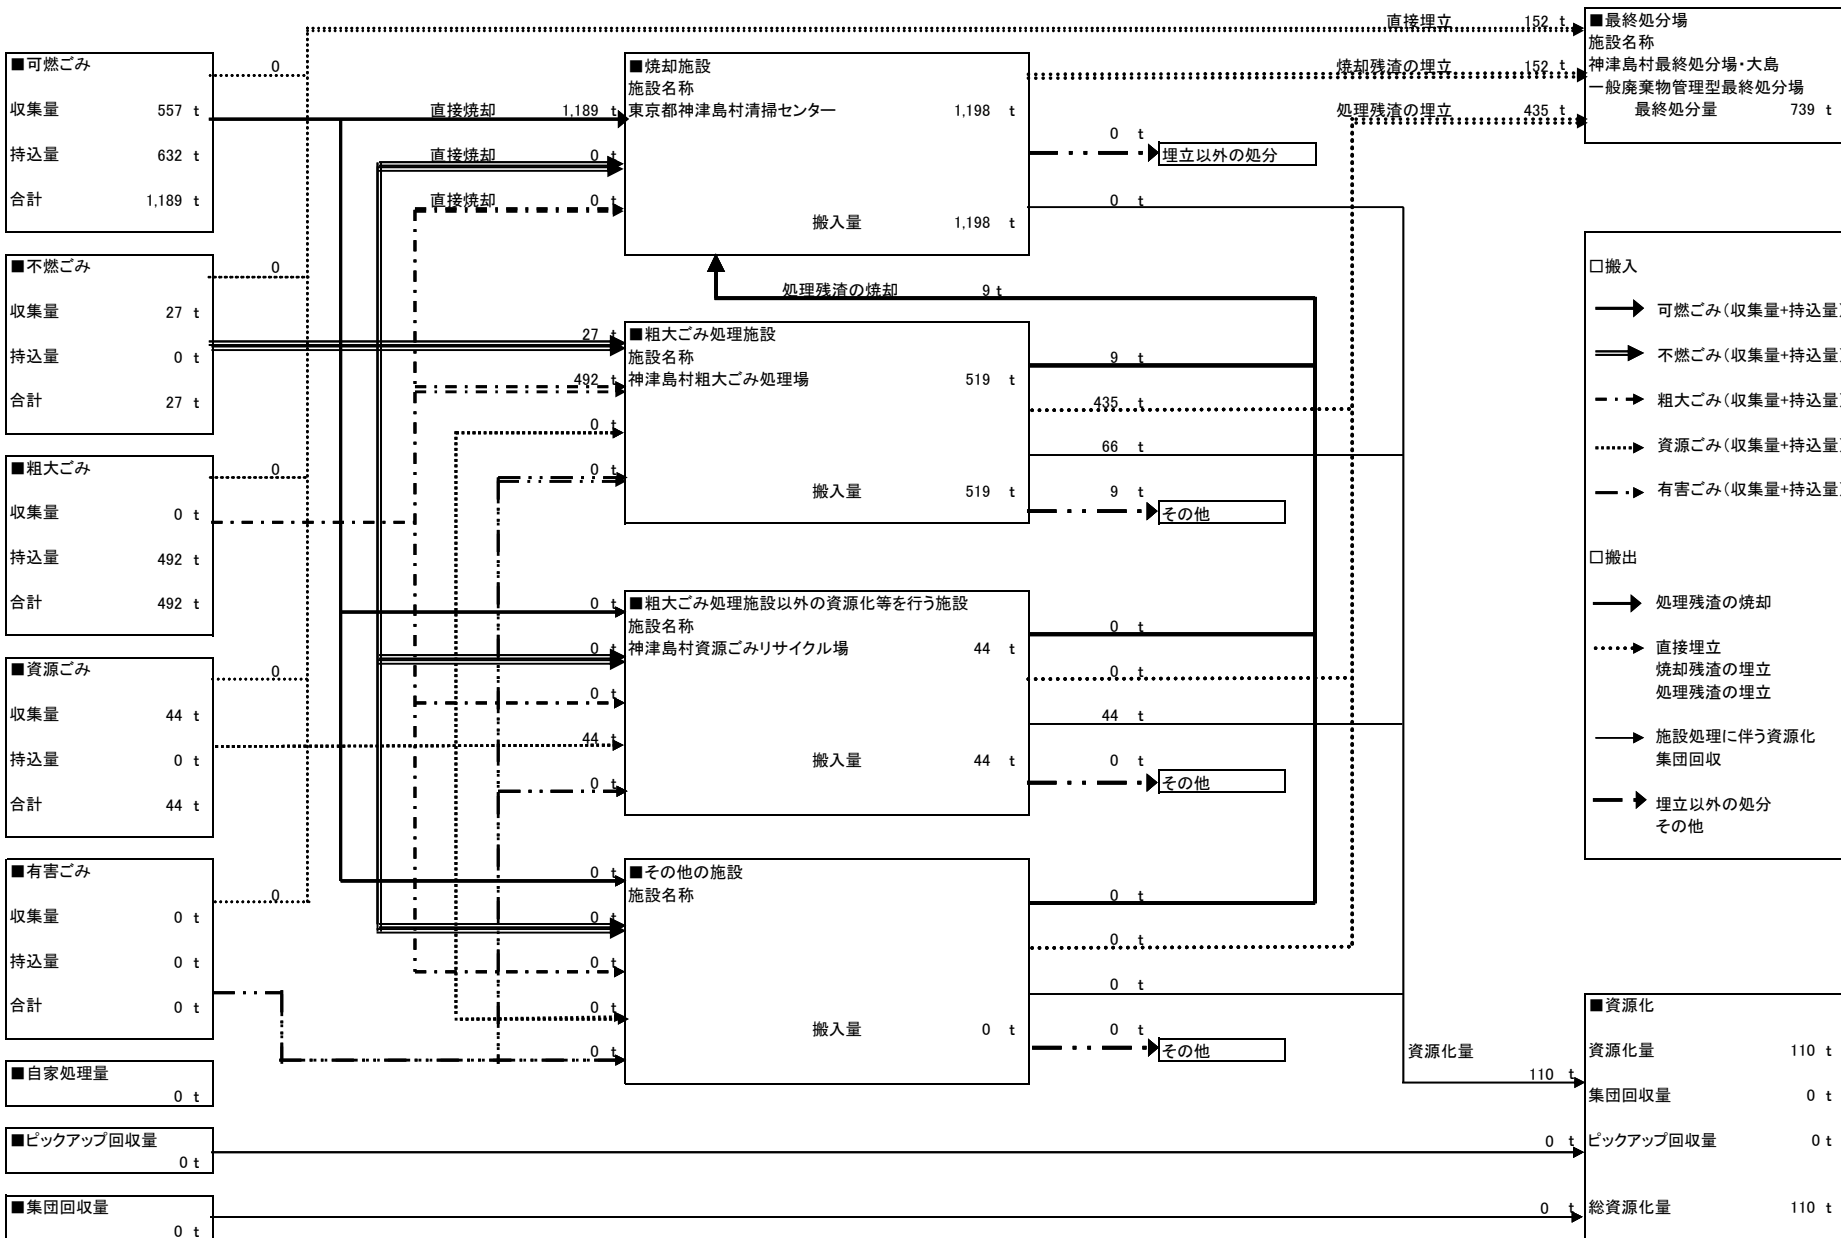 ■可燃ごみ
収集量 557 t
持込量 632 t
合計 1,189 t
0
■不燃ごみ
収集量 27 t
持込量 0 t
合計 27 t
0
■粗大ごみ
収集量 0 t
持込量 492 t
合計 492 t
0
■資源ごみ
収集量 44 t
持込量 0 t
合計 44 t
0
■有害ごみ
収集量 0 t
持込量 0 t
合計 0 t
0
■自家処理量
0 t
■ピックアップ回収量
0 t
■集団回収量
0 t
直接焼却 1,189 t
直接焼却 0 t
直接焼却 0 t
■焼却施設
施設名称
東京都神津島村清掃センター 1,198 t
搬入量 1,198 t
処理残渣の焼却 9 t
27 t
492 t
0 t
0 t
■粗大ごみ処理施設
施設名称
神津島村粗大ごみ処理場 519 t
搬入量 519 t
0 t
0 t
0 t
44 t
0 t
■粗大ごみ処理施設以外の資源化等を行う施設
施設名称
神津島村資源ごみリサイクル場 44 t
搬入量 44 t
0 t
0 t
0 t
0 t
0 t
■その他の施設
施設名称
搬入量 0 t
直接埋立 152 t
焼却残渣の埋立 152 t
処理残渣の埋立 435 t
0 t
埋立以外の処分
0 t
9 t
435 t
66 t
9 t
その他
0 t
0 t
44 t
0 t
その他
0 t
0 t
0 t
0 t
その他
資源化量
110 t
0 t
0 t
■最終処分場
施設名称
神津島村最終処分場・大島
一般廃棄物管理型最終処分場
最終処分量 739 t
□搬入
可燃ごみ(収集量+持込量)
不燃ごみ(収集量+持込量)
粗大ごみ(収集量+持込量)
資源ごみ(収集量+持込量)
有害ごみ(収集量+持込量)
□搬出
処理残渣の焼却
直接埋立
焼却残渣の埋立
処理残渣の埋立
施設処理に伴う資源化
集団回収
埋立以外の処分
その他
■資源化
資源化量 110 t
集団回収量 0 t
ピックアップ回収量 0 t
総資源化量 110 t